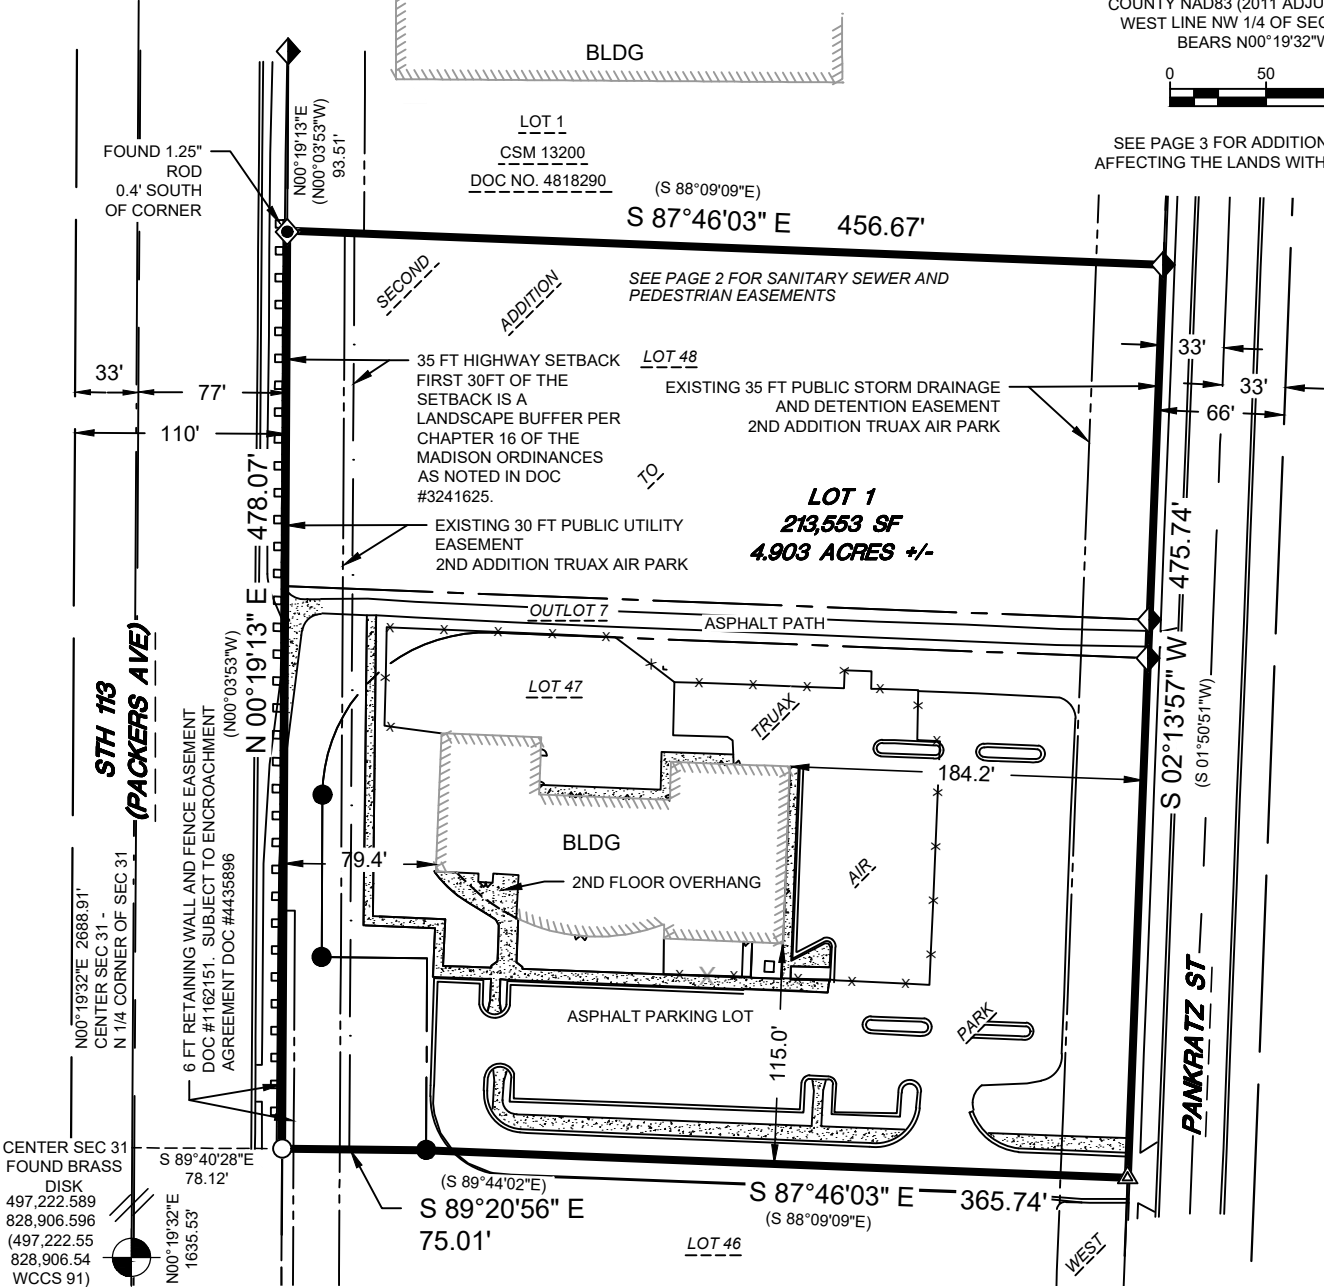 COUNTY NAD83 (2011 ADJU
WEST LINE NW 1/4 OF SEC
BEARS N00°19'32"W
0 50
SEE PAGE 3 FOR ADDITION
AFFECTING THE LANDS WITH
BLDG
LOT 1
CSM 13200
DOC NO. 4818290
N00°19'13"E
(N00°03'53"W)
93.51'
FOUND 1.25"
ROD
0.4' SOUTH
OF CORNER
(S 88°09'09"E)
S 87°46'03" E 456.67'
SECOND
ADDITION
SEE PAGE 2 FOR SANITARY SEWER AND
PEDESTRIAN EASEMENTS
35 FT HIGHWAY SETBACK
FIRST 30FT OF THE
SETBACK IS A
LANDSCAPE BUFFER PER
CHAPTER 16 OF THE
MADISON ORDINANCES
AS NOTED IN DOC
#3241625.
LOT 48
EXISTING 35 FT PUBLIC STORM DRAINAGE
AND DETENTION EASEMENT
2ND ADDITION TRUAX AIR PARK
33'
77'
110'
33'
33'
66'
TO
LOT 1
213,553 SF
4.903 ACRES +/-
EXISTING 30 FT PUBLIC UTILITY
EASEMENT
2ND ADDITION TRUAX AIR PARK
N 00°19'13" E 478.07'
(N00°03'53"W)
S 02°13'57" W 475.74'
(S 01°50'51"W)
OUTLOT 7
ASPHALT PATH
STH 113
(PACKERS AVE)
LOT 47
TRUAX
184.2'
BLDG
79.4'
2ND FLOOR OVERHANG
AIR
6 FT RETAINING WALL AND FENCE EASEMENT
DOC #1162151. SUBJECT TO ENCROACHMENT
AGREEMENT DOC #4435896
N00°19'32"E 2688.91'
CENTER SEC 31 -
N 1/4 CORNER OF SEC 31
ASPHALT PARKING LOT
115.0'
PARK
PANKRATZ ST
CENTER SEC 31
FOUND BRASS
DISK
497,222.589
828,906.596
(497,222.55
828,906.54
WCCS 91)
S 89°40'28"E
78.12'
N00°19'32"E
1635.53'
(S 89°44'02"E)
S 89°20'56" E
75.01'
S 87°46'03" E 365.74'
(S 88°09'09"E)
LOT 46
WEST